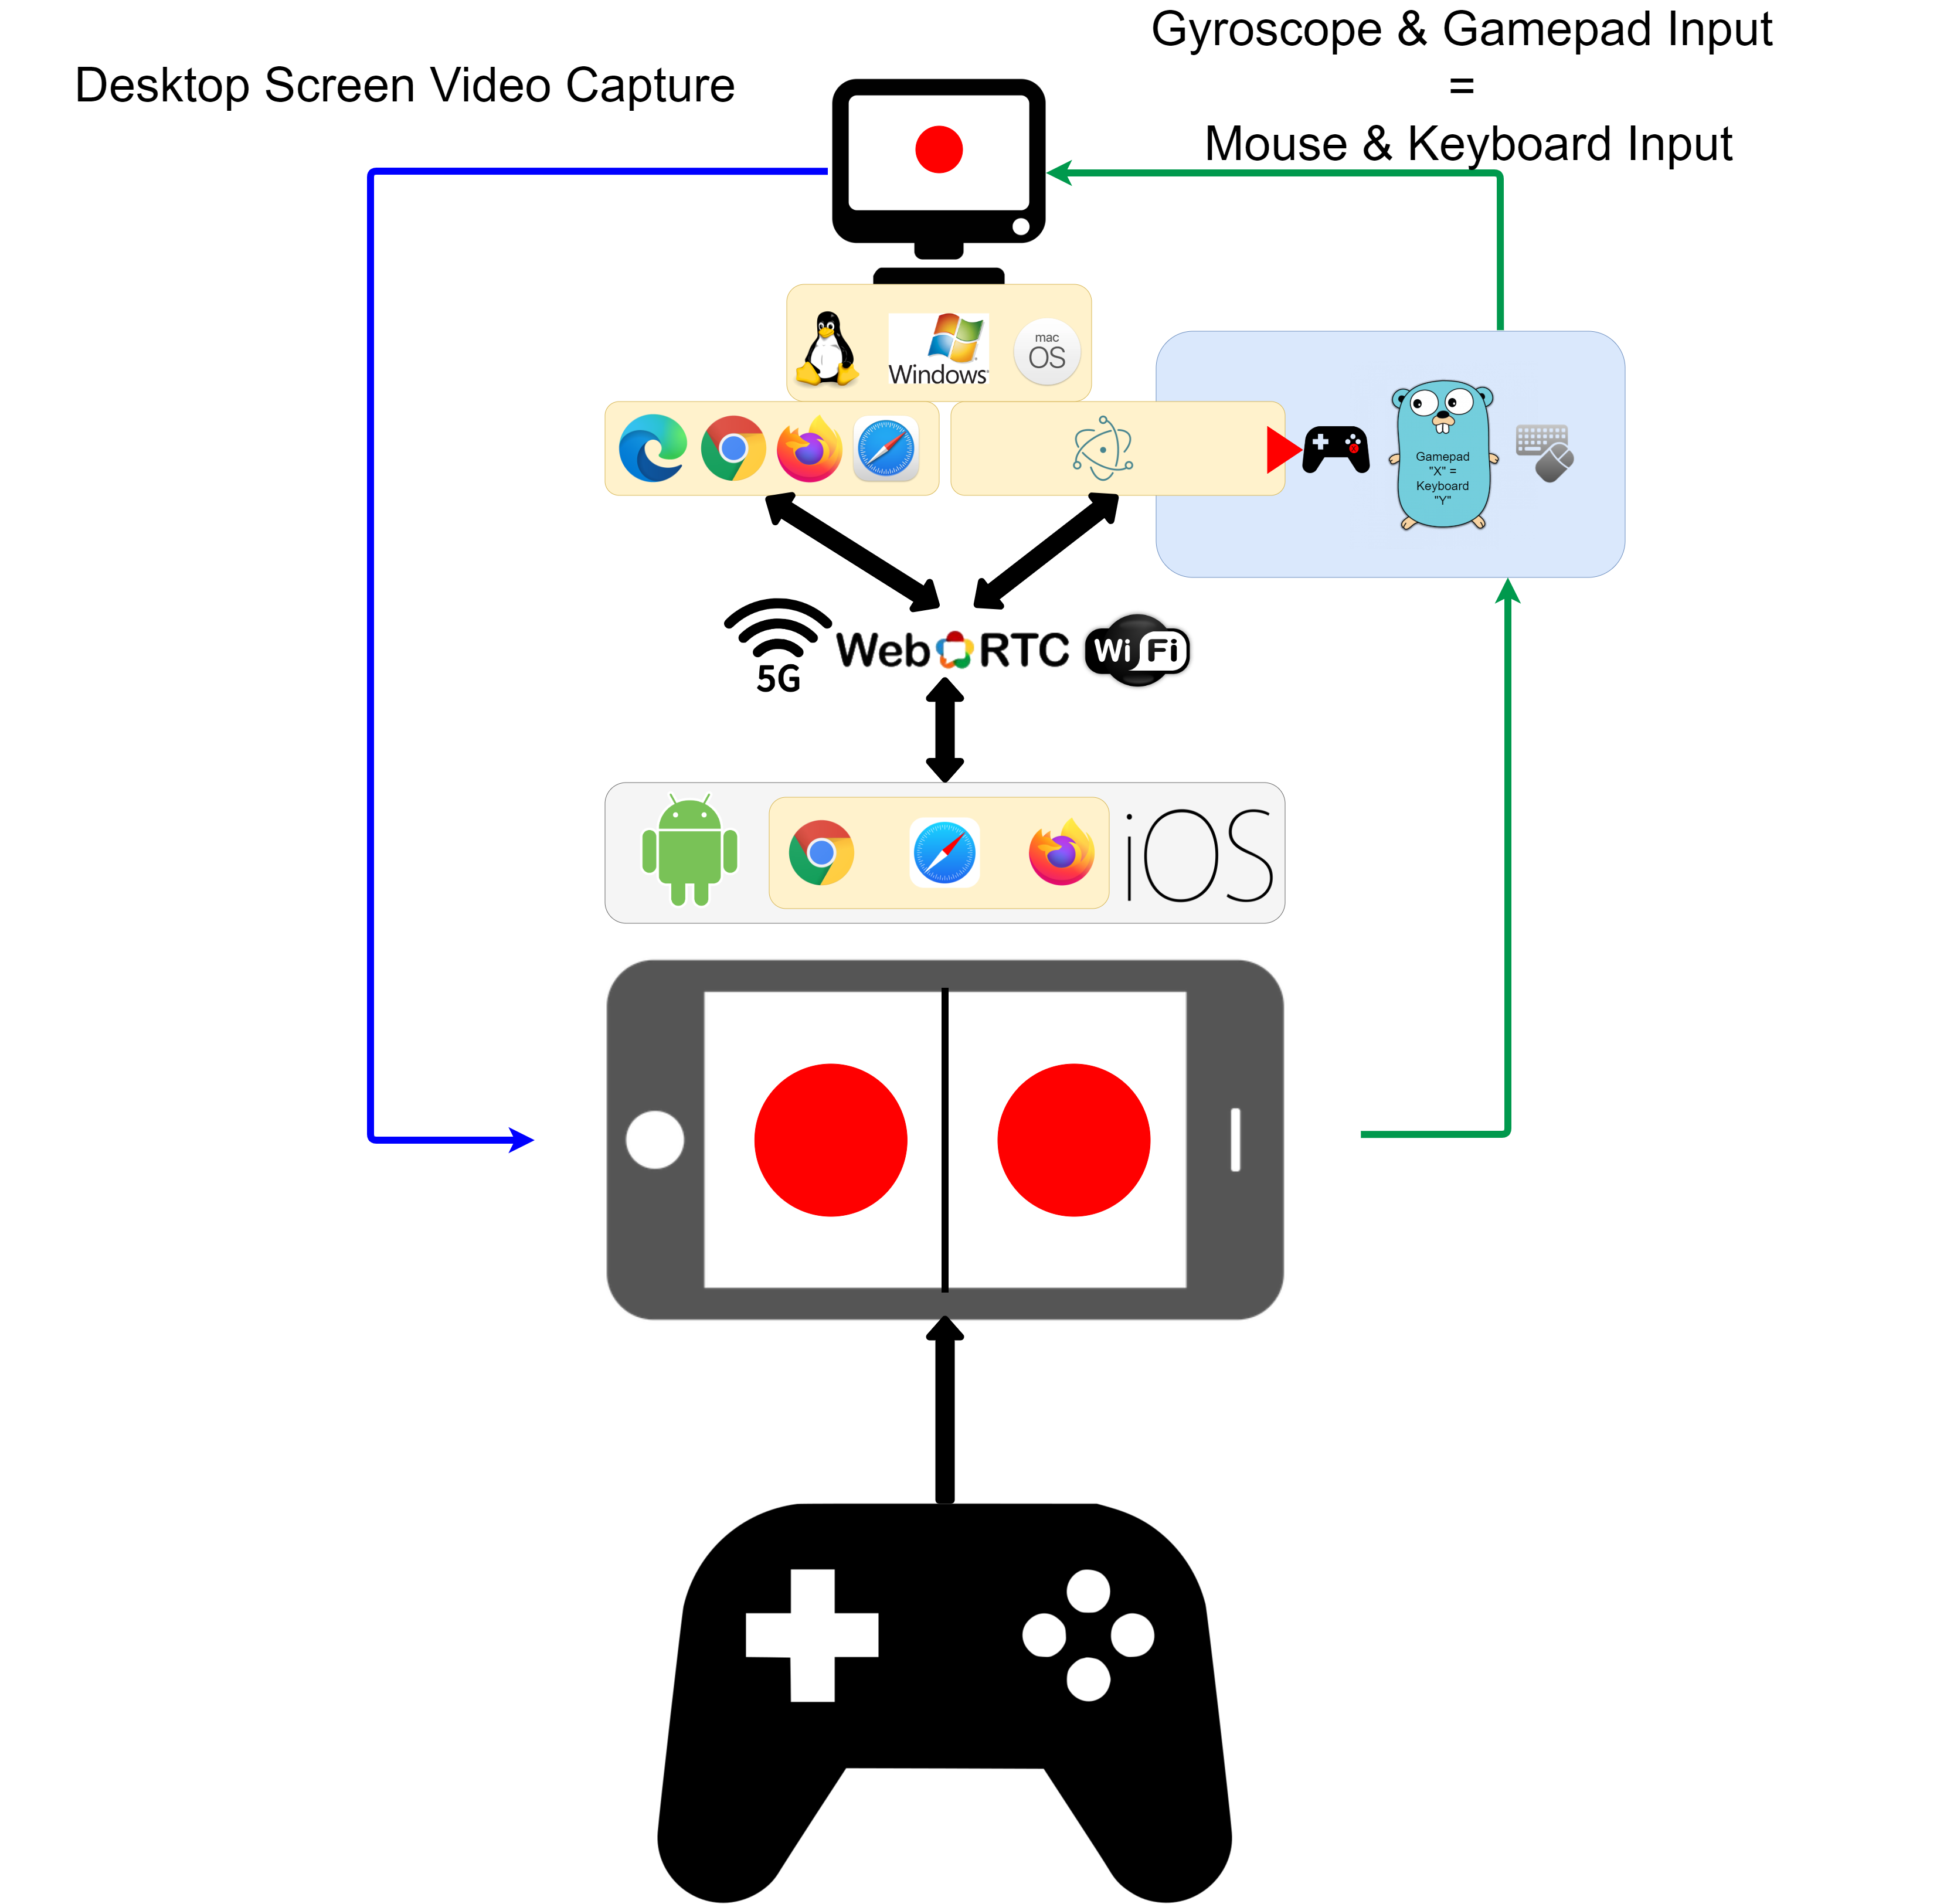 Gyroscope & Gamepad Input
=
Mouse & Keyboard Input
Desktop Screen Video Capture
Windows
mac
OS
Gamepad
"X" =
Keyboard
"Y"
5G
Web RTC
Wi Fi
iOS